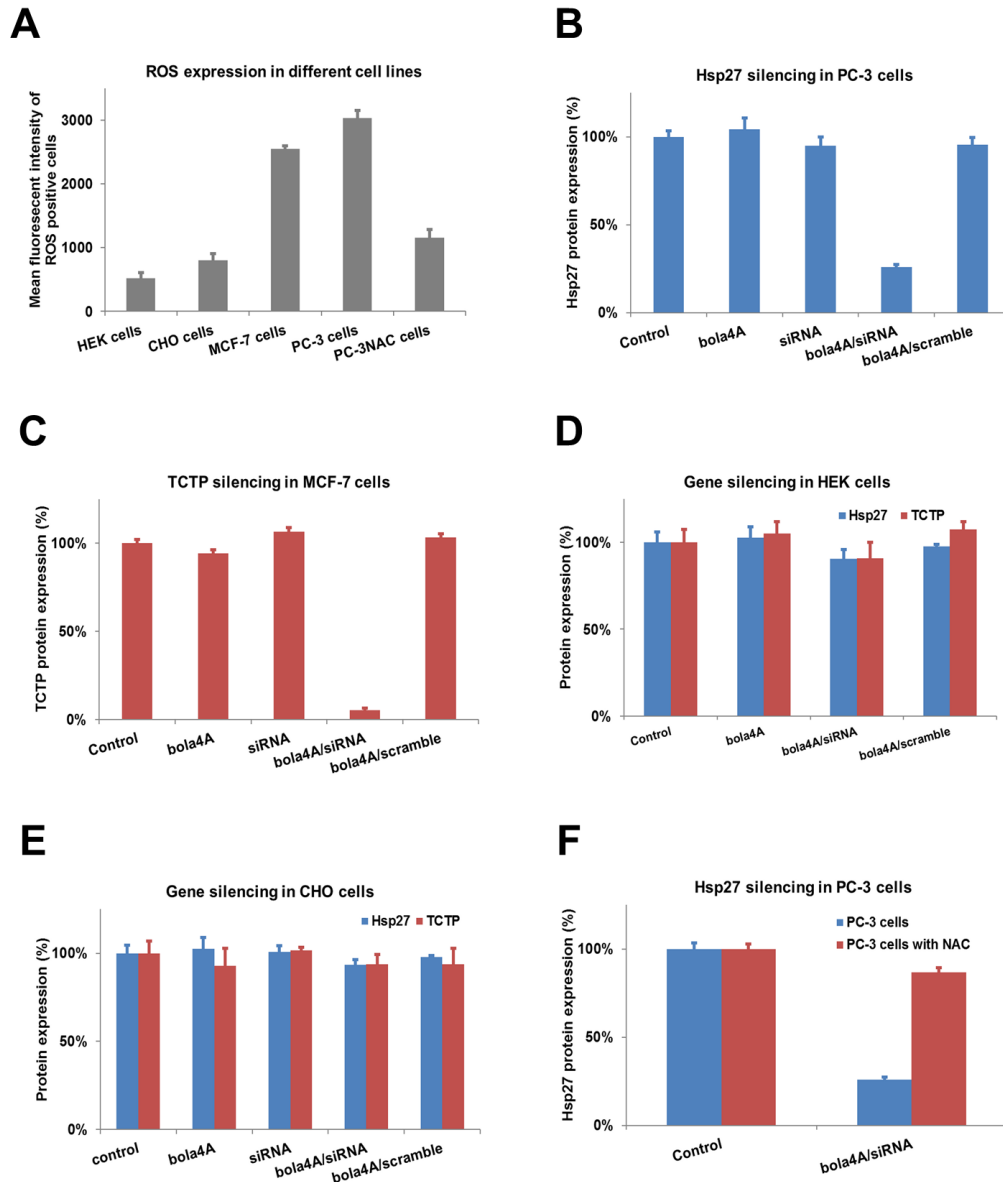 A
ROS expression in different cell lines
Mean fluoresecent intensity of
ROS positive cells
3000
2000
1000
0
HEK cells
CHO cells
MCF-7 cells
PC-3 cells
PC-3NAC cells
B
Hsp27 silencing in PC-3 cells
Hsp27 protein expression (%)
100%
50%
0%
Control
bola4A
siRNA
bola4A/siRNA
bola4A/scramble
C
TCTP silencing in MCF-7 cells
TCTP protein expression (%)
100%
50%
0%
Control
bola4A
siRNA
bola4A/siRNA
bola4A/scramble
D
Gene silencing in HEK cells
Hsp27 TCTP
Protein expression (%)
100%
50%
0%
Control
bola4A
bola4A/siRNA
bola4A/scramble
E
Gene silencing in CHO cells
Hsp27 TCTP
Protein expression (%)
100%
50%
0%
control
bola4A
siRNA
bola4A/siRNA
bola4A/scramble
F
Hsp27 silencing in PC-3 cells
PC-3 cells
PC-3 cells with NAC
Hsp27 protein expression (%)
100%
50%
0%
Control
bola4A/siRNA